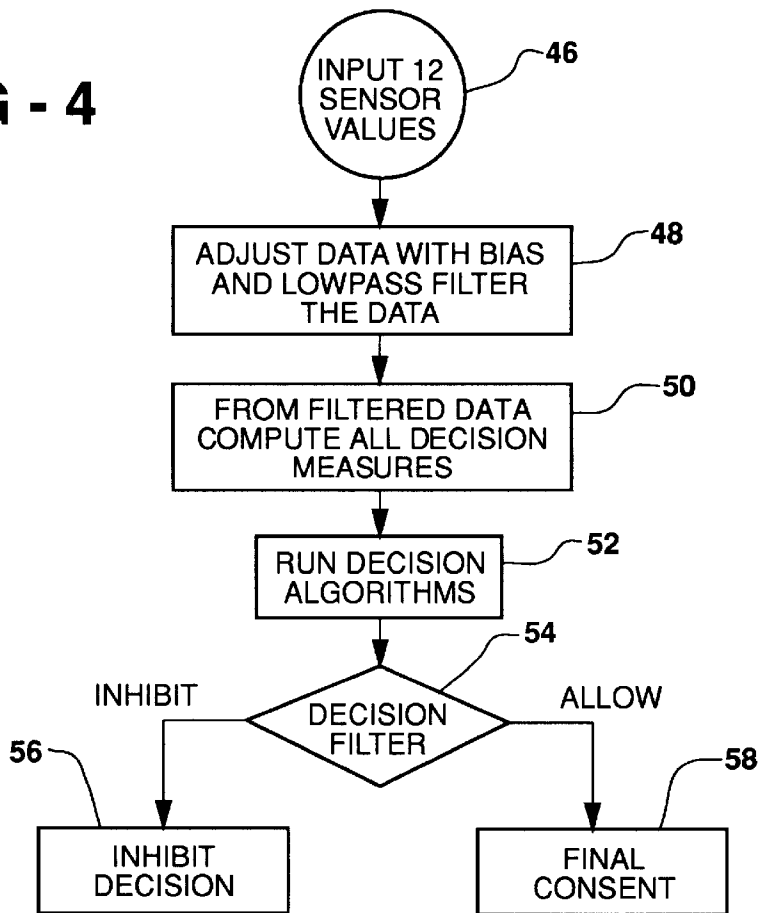 INPUT 12
SENSOR
VALUES
46
G - 4
ADJUST DATA WITH BIAS
AND LOWPASS FILTER
THE DATA
48
FROM FILTERED DATA
COMPUTE ALL DECISION
MEASURES
50
RUN DECISION
ALGORITHMS
52
54
INHIBIT
DECISION
FILTER
ALLOW
56
58
INHIBIT
DECISION
FINAL
CONSENT